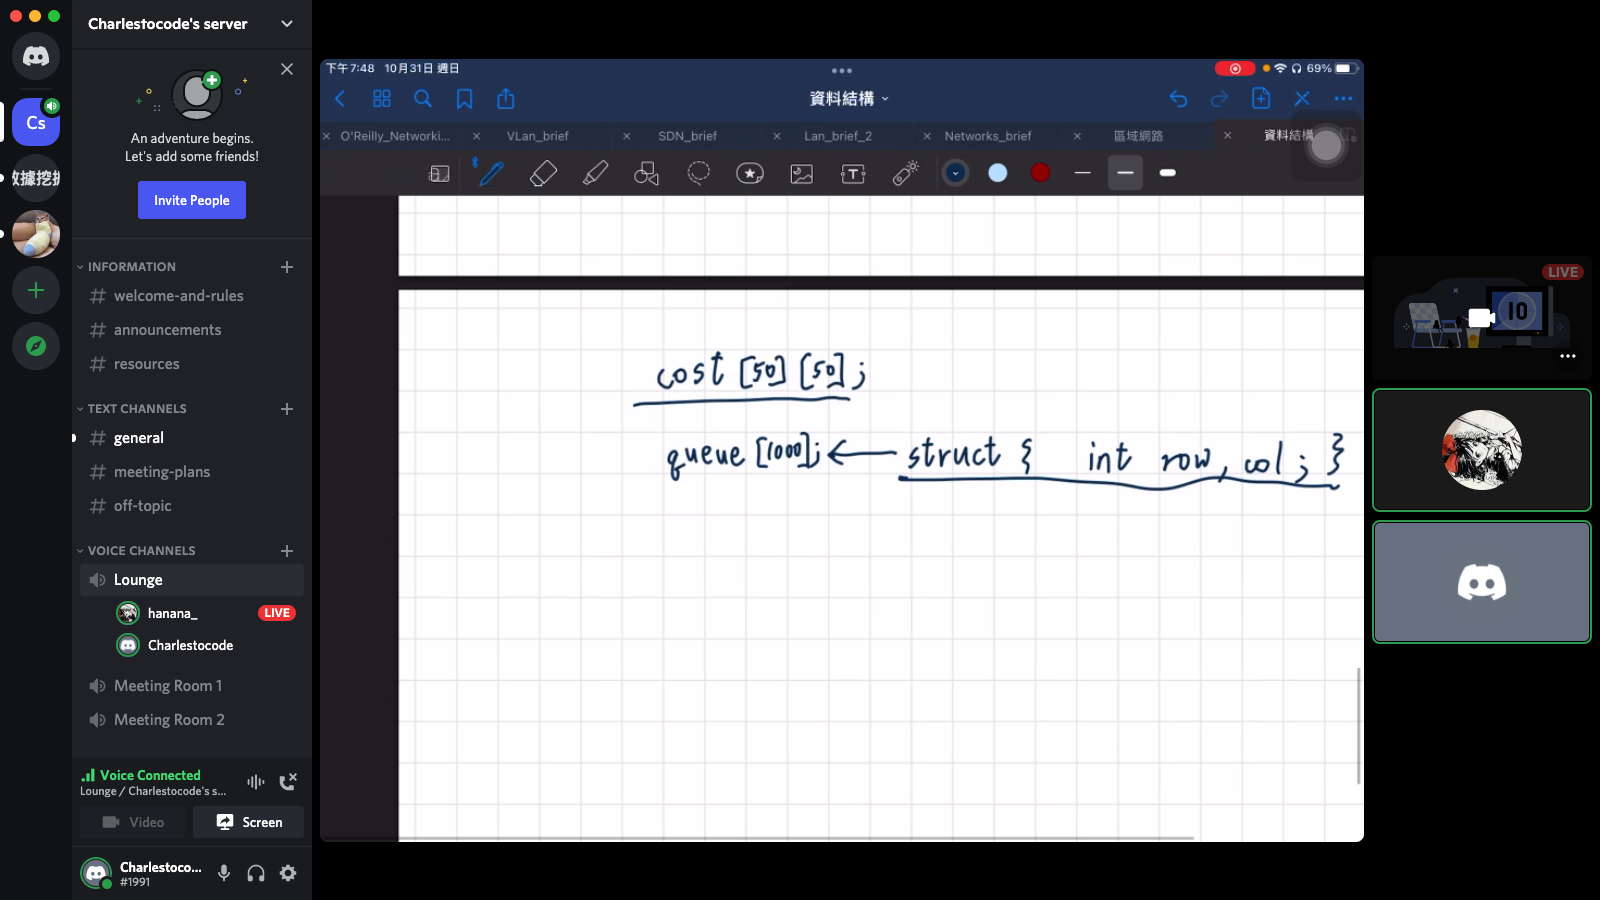 Charlestocode's server
An adventure begins.
Let's add some friends!
Invite People
INFORMATION
# welcome-and-rules
# announcements
# resources
TEXT CHANNELS
# general
# meeting-plans
# off-topic
VOICE CHANNELS
Lounge
hanana_ LIVE
Charlestocode
Meeting Room 1
Meeting Room 2
Voice Connected
Lounge / Charlestocode's s...
Video Screen
Charlestoco...
#1991
Cs
下午7:48 10月31日 週日
69%
資料結構
O'Reilly_Networki... VLan_brief SDN_brief Lan_brief_2 Networks_brief 區域網路 資料結構
cost [50] [50] ;
queue [1000]; ← struct { int row, col ; }
LIVE
10